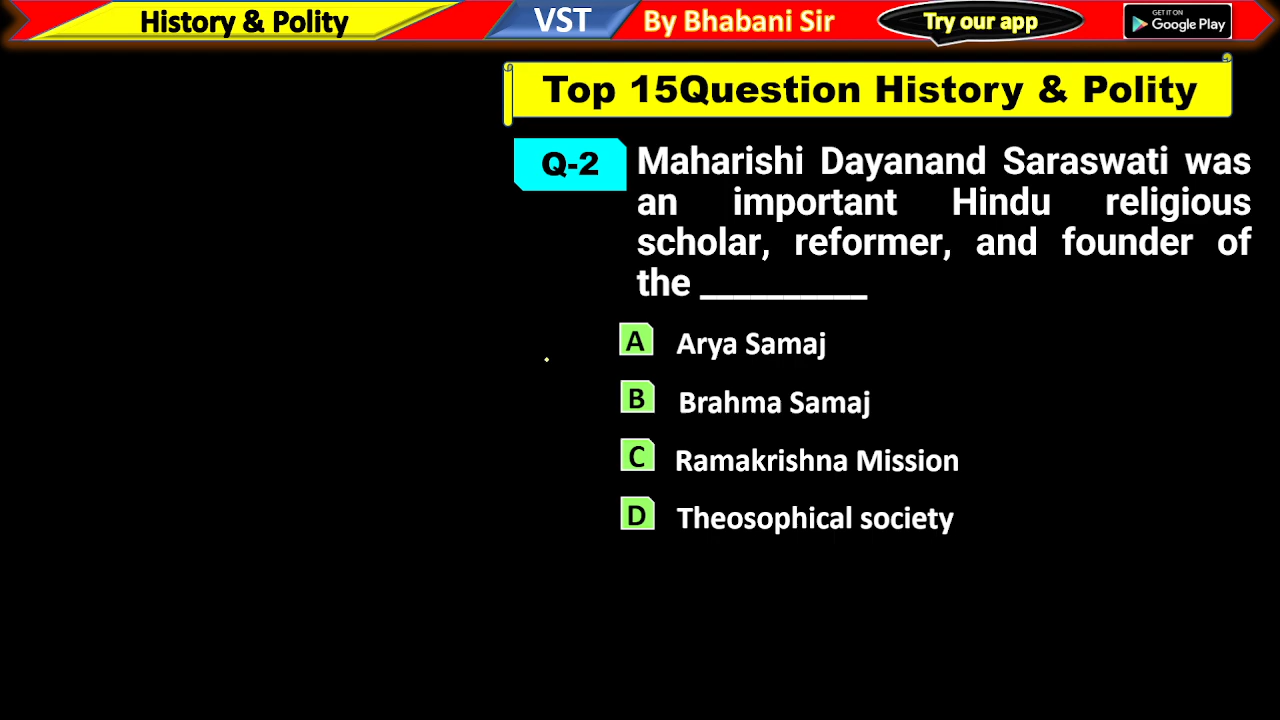 History & Polity
VST
By Bhabani Sir
Try our app
GET IT ON
Google Play
Top 15Question History & Polity
Q-2
Maharishi Dayanand Saraswati was
an important Hindu religious
scholar, reformer, and founder of
the __________
A Arya Samaj
B Brahma Samaj
C Ramakrishna Mission
D Theosophical society